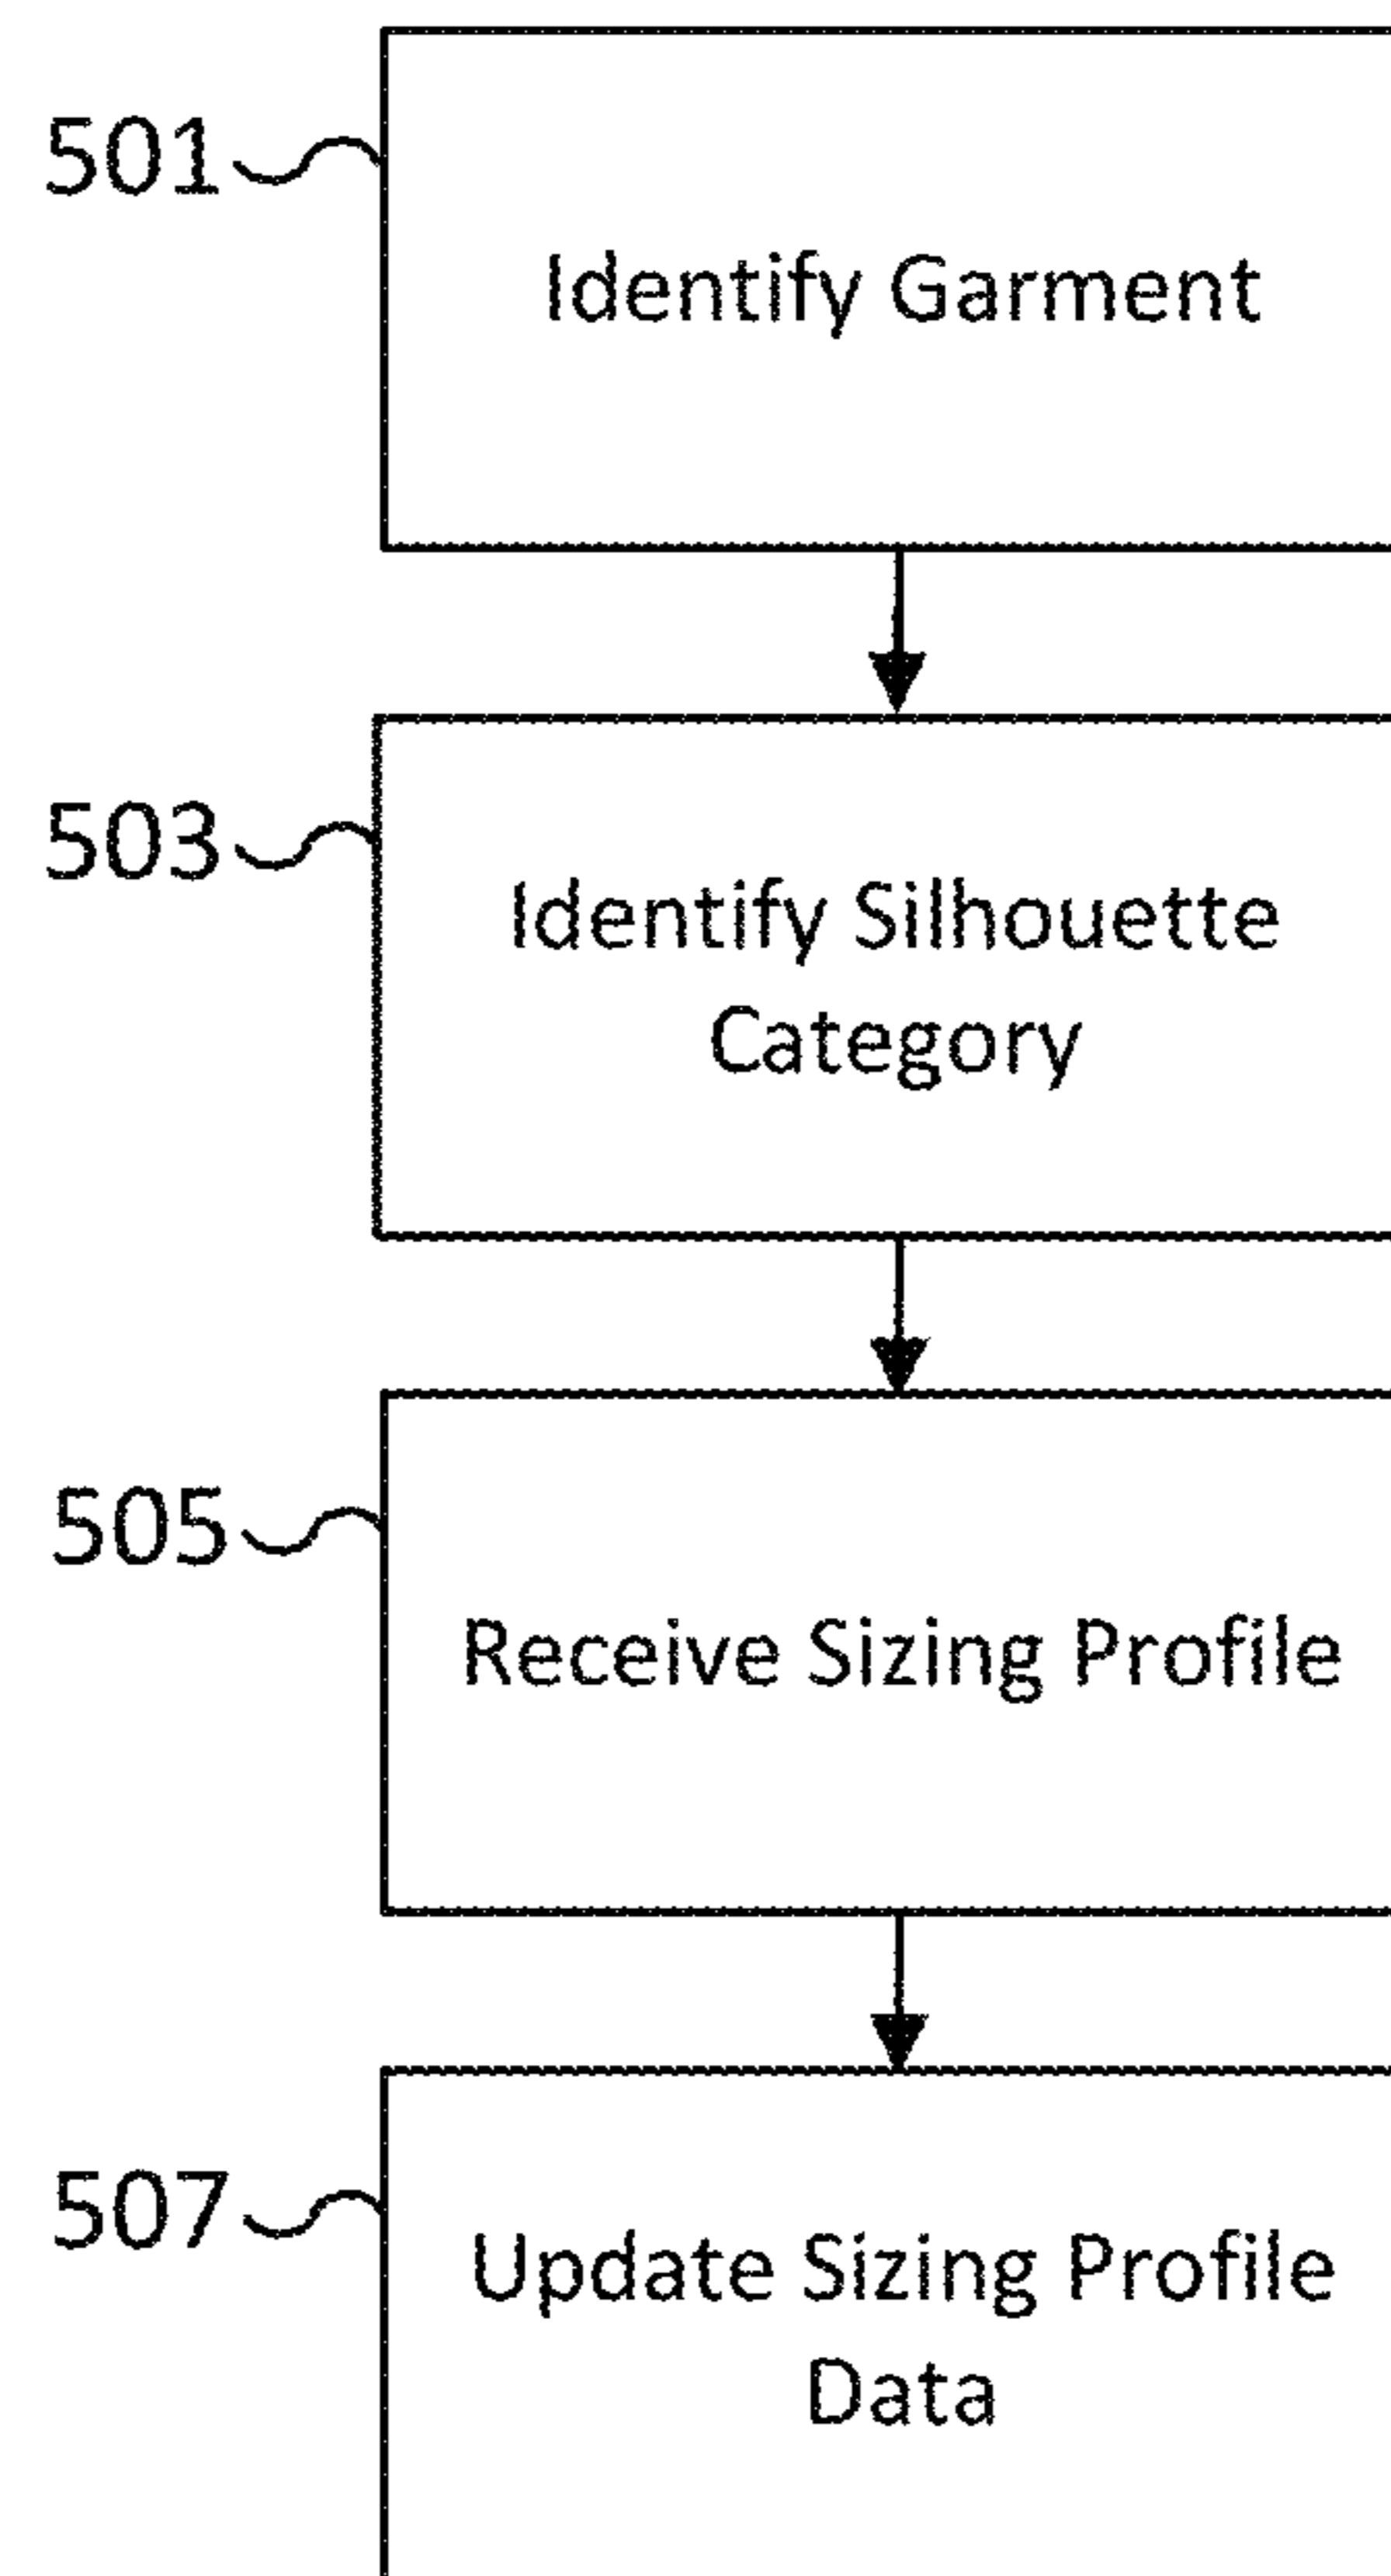 501
Identify Garment
503
Identify Silhouette
Category
505
Receive Sizing Profile
507
Update Sizing Profile
Data